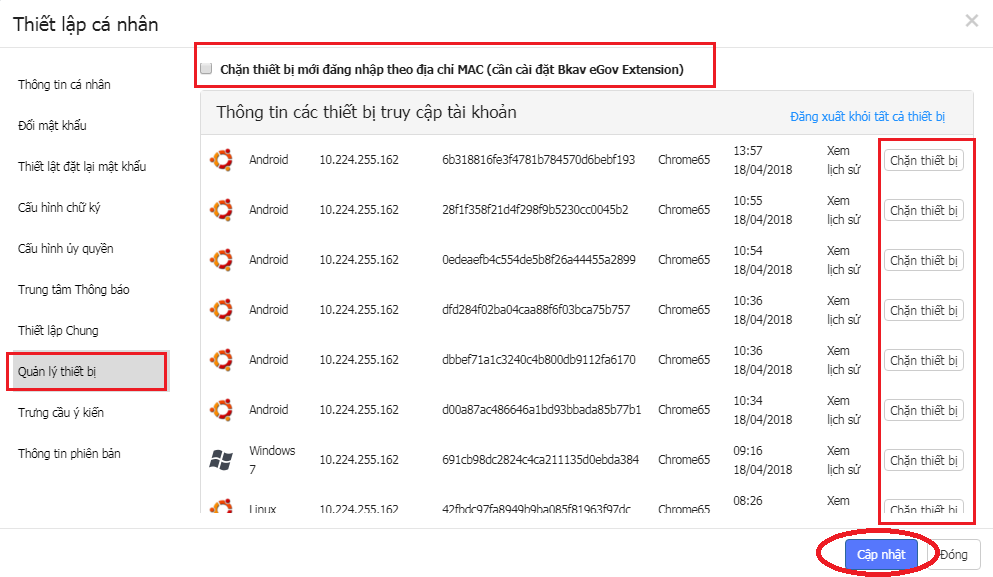 Thiết lập cá nhân
×
Thông tin cá nhân
Đổi mật khẩu
Thiết lật đặt lại mật khẩu
Cấu hình chữ ký
Cấu hình ủy quyền
Trung tâm Thông báo
Thiết lập Chung
Quản lý thiết bị
Trưng cầu ý kiến
Thông tin phiên bản
Chặn thiết bị mới đăng nhập theo địa chỉ MAC (cần cài đặt Bkav eGov Extension)
Thông tin các thiết bị truy cập tài khoản
Đăng xuất khỏi tất cả thiết bị
Android 10.224.255.162 6b318816fe3f4781b784570d6bebf193 Chrome65 13:57 18/04/2018 Xem lịch sử Chặn thiết bị
Android 10.224.255.162 28f1f358f21d4f298f9b5230cc0045b2 Chrome65 10:55 18/04/2018 Xem lịch sử Chặn thiết bị
Android 10.224.255.162 0edeaefb4c554de5b8f26a44455a2899 Chrome65 10:54 18/04/2018 Xem lịch sử Chặn thiết bị
Android 10.224.255.162 dfd284f02ba04caa88f6f03bca75b757 Chrome65 10:36 18/04/2018 Xem lịch sử Chặn thiết bị
Android 10.224.255.162 dbbef71a1c3240c4b800db9112fa6170 Chrome65 10:36 18/04/2018 Xem lịch sử Chặn thiết bị
Android 10.224.255.162 d00a87ac486646a1bd93bbada85b77b1 Chrome65 10:34 18/04/2018 Xem lịch sử Chặn thiết bị
Windows 7 10.224.255.162 691cb98dc2824c4ca211135d0ebda384 Chrome65 09:16 18/04/2018 Xem lịch sử Chặn thiết bị
Linux 10.224.255.162 42fbdc97fa8949b9ba085f81963f97dc Chrome65 08:26 Xem Chặn thiết bị
Cập nhật
Đóng